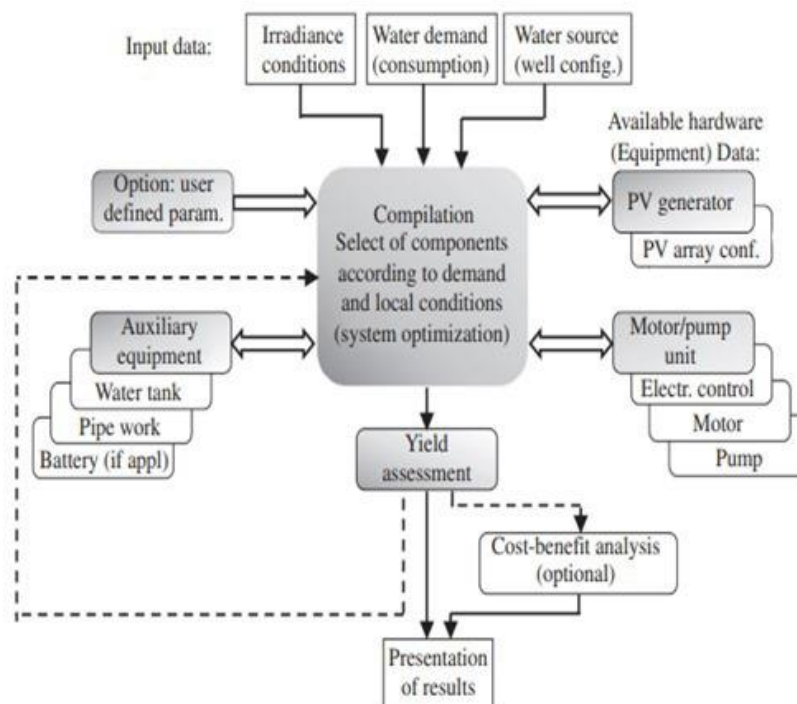 Input data:
Irradiance
conditions
Water demand
(consumption)
Water source
(well config.)
Available hardware
(Equipment) Data:
Option: user
defined param.
Compilation
Select of components
according to demand
and local conditions
(system optimization)
PV generator
PV array conf.
Auxiliary
equipment
Water tank
Pipe work
Battery (if appl)
Motor/pump
unit
Electr. control
Motor
Pump
Yield
assessment
Cost-benefit analysis
(optional)
Presentation
of results